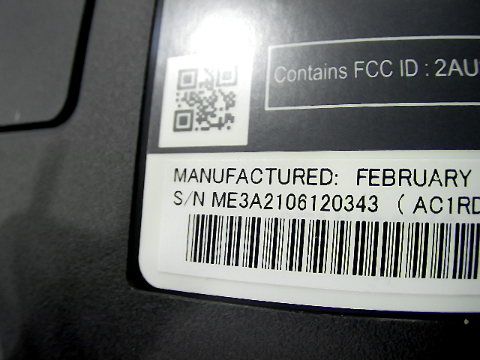 Contains FCC ID : 2AU
MANUFACTURED: FEBRUARY
S/N ME3A2106120343 ( AC1RD